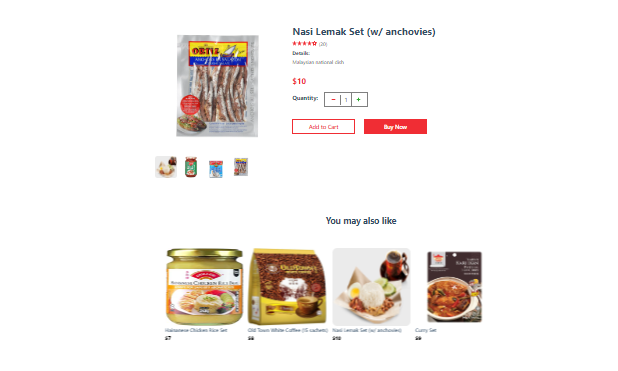 Nasi Lemak Set (w/ anchovies)
(20)
Details:
Malaysian national dish
$10
Quantity:
− 1 +
Add to Cart
Buy Now
ORTIZ
You may also like
OLDTOWN
Hainanese Chicken Rice Set
Old Town White Coffee (15 sachets)
Nasi Lemak Set (w/ anchovies)
Curry Set
$7
$8
$10
$9